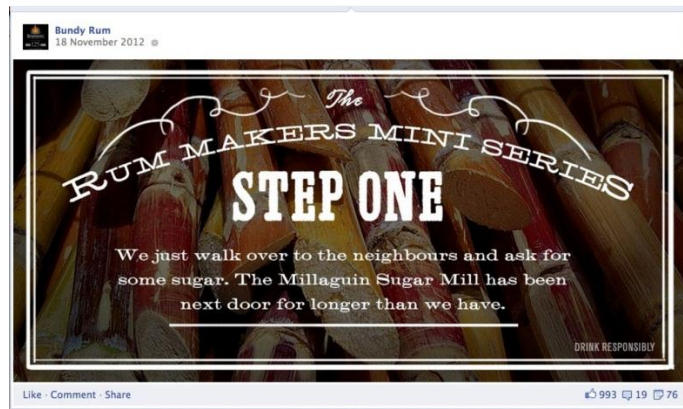 Bundy Rum
18 November 2012
The
RUM MAKERS MINI SERIES
STEP ONE
We just walk over to the neighbours and ask for
some sugar. The Millaguin Sugar Mill has been
next door for longer than we have.
DRINK RESPONSIBLY
Like · Comment · Share
993 19 76